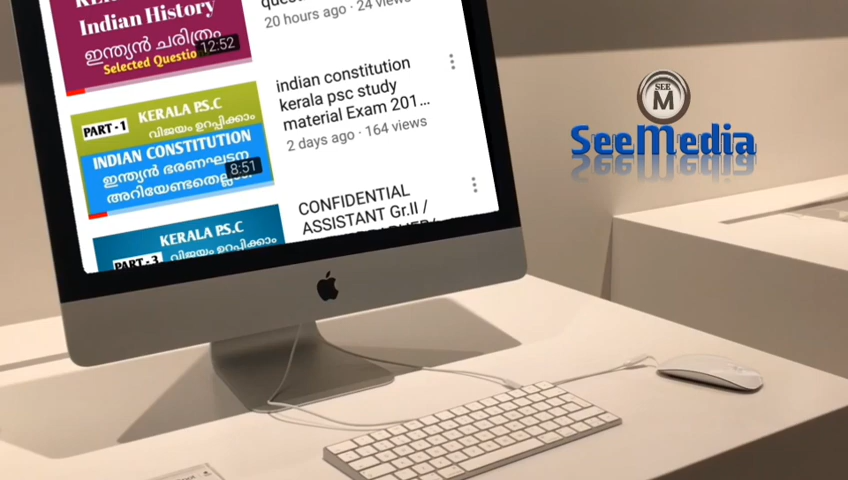 Indian History
ഇന്ത്യൻ ചരിത്രം
Selected Questio
12:52
20 hours ago · 24 views
KERALA P.S.C
PART - 1
വിജയം ഉറപ്പിക്കാം
INDIAN CONSTITUTION
ഇന്ത്യൻ ഭരണഘടന
അറിയേണ്ടതെല്ലാം
8:51
indian constitution
kerala psc study
material Exam 201...
2 days ago · 164 views
KERALA P.S.C
വിജയം ഉറപ്പിക്കാം
PART - 3
CONFIDENTIAL
ASSISTANT Gr.II /
SEE
M
SeeMedia